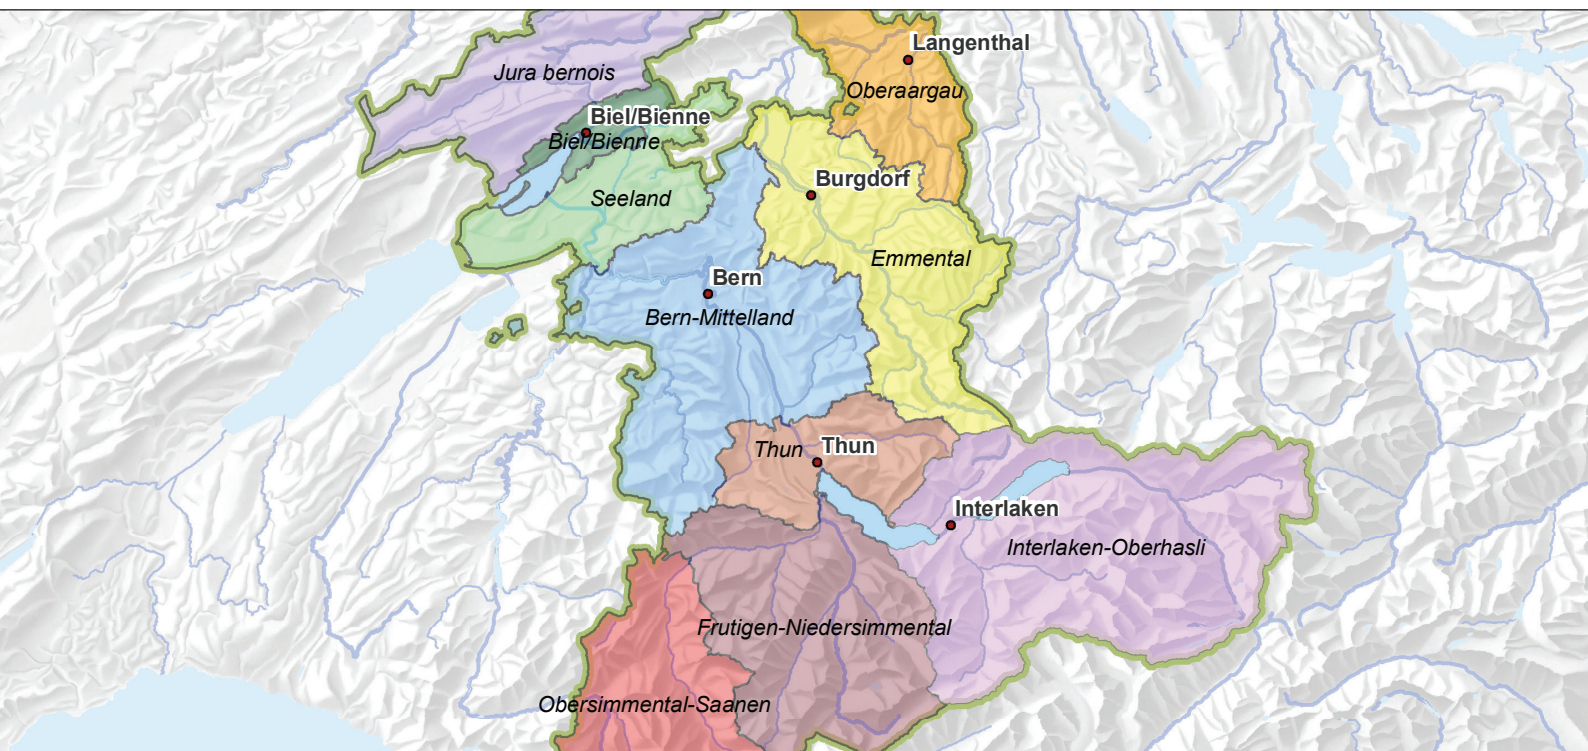 Langenthal
Jura bernois
Oberaargau
Biel/Bienne
Biel/Bienne
Burgdorf
Seeland
Emmental
Bern
Bern-Mittelland
Thun
Thun
Interlaken
Interlaken-Oberhasli
Frutigen-Niedersimmental
Obersimmental-Saanen